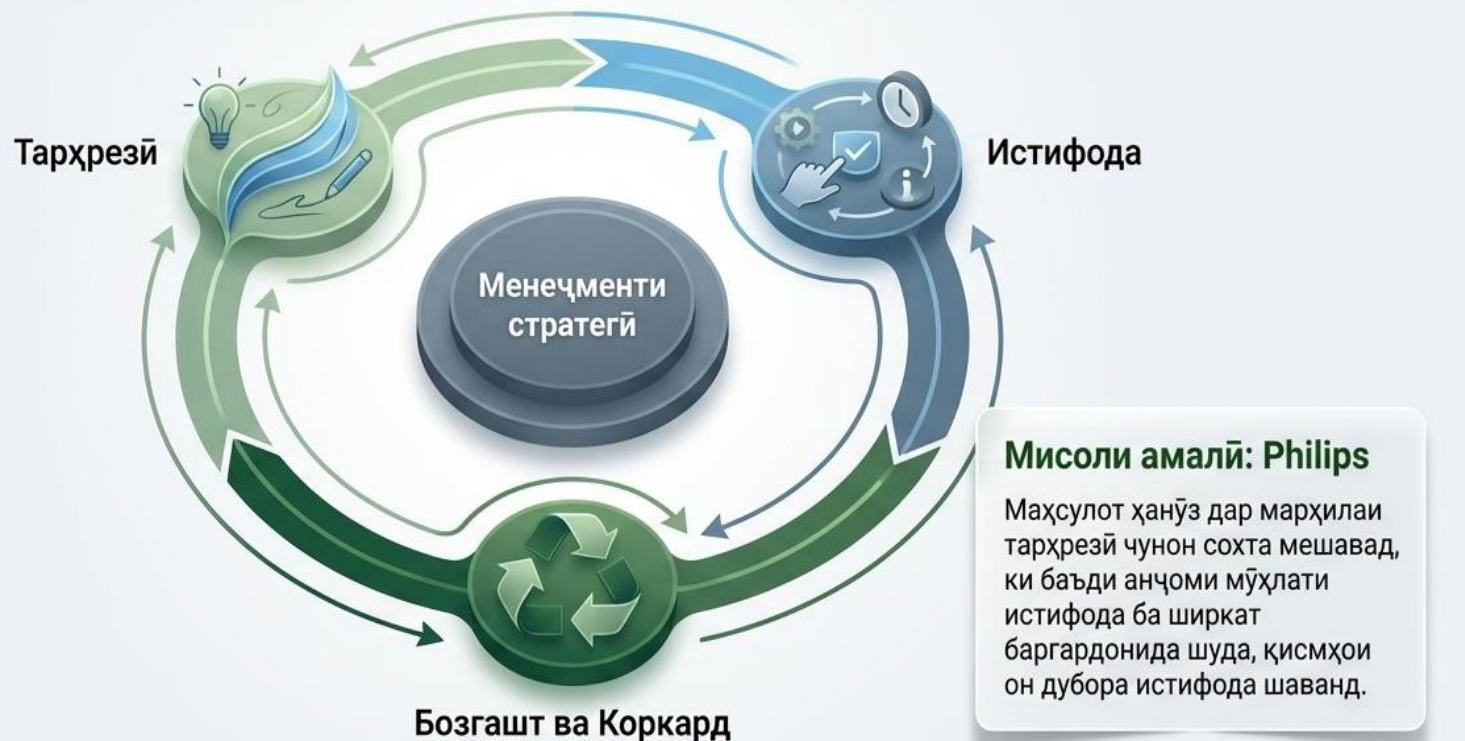 Тарҳрезӣ
Истифода
Менеҷменти
стратегӣ
Мисоли амалӣ: Philips
Маҳсулот ҳанӯз дар марҳилаи
тарҳрезӣ чунон сохта мешавад,
ки баъди анҷоми мӯҳлати
истифода ба ширкат
баргардонида шуда, қисмҳои
он дубора истифода шаванд.
Бозгашт ва Коркард